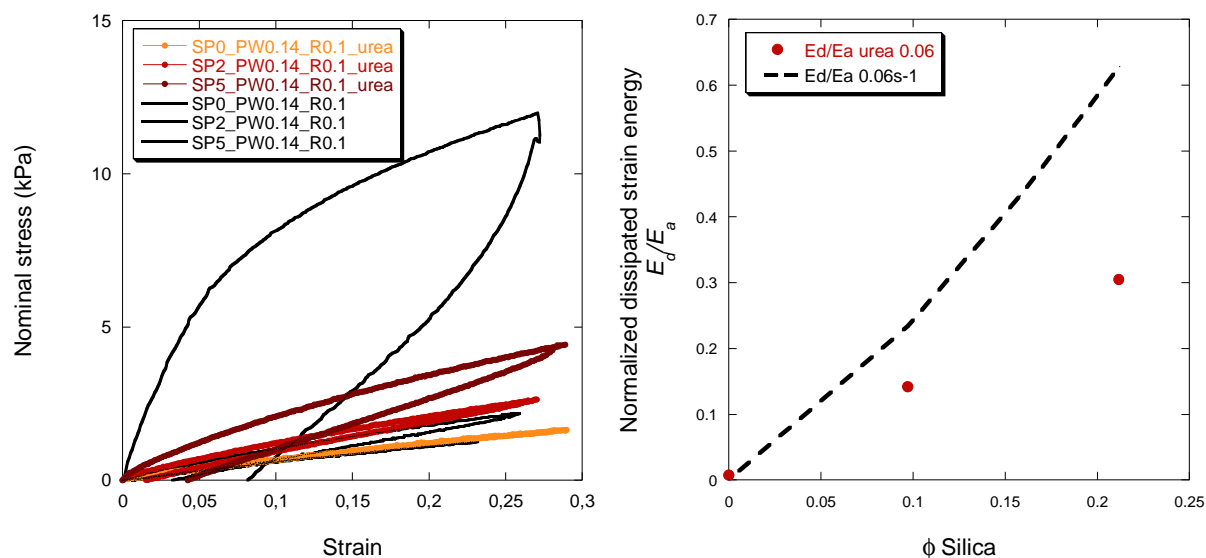 15
10
5
0
0
0,05
0,1
0,15
0,2
0,25
0,3
Nominal stress (kPa)
Strain
SP0_PW0.14_R0.1_urea
SP2_PW0.14_R0.1_urea
SP5_PW0.14_R0.1_urea
SP0_PW0.14_R0.1
SP2_PW0.14_R0.1
SP5_PW0.14_R0.1
0.7
0.6
0.5
0.4
0.3
0.2
0.1
0
0
0.05
0.1
0.15
0.2
0.25
Normalized dissipated strain energy
E_d/E_a
ϕ Silica
Ed/Ea urea 0.06
Ed/Ea 0.06s-1